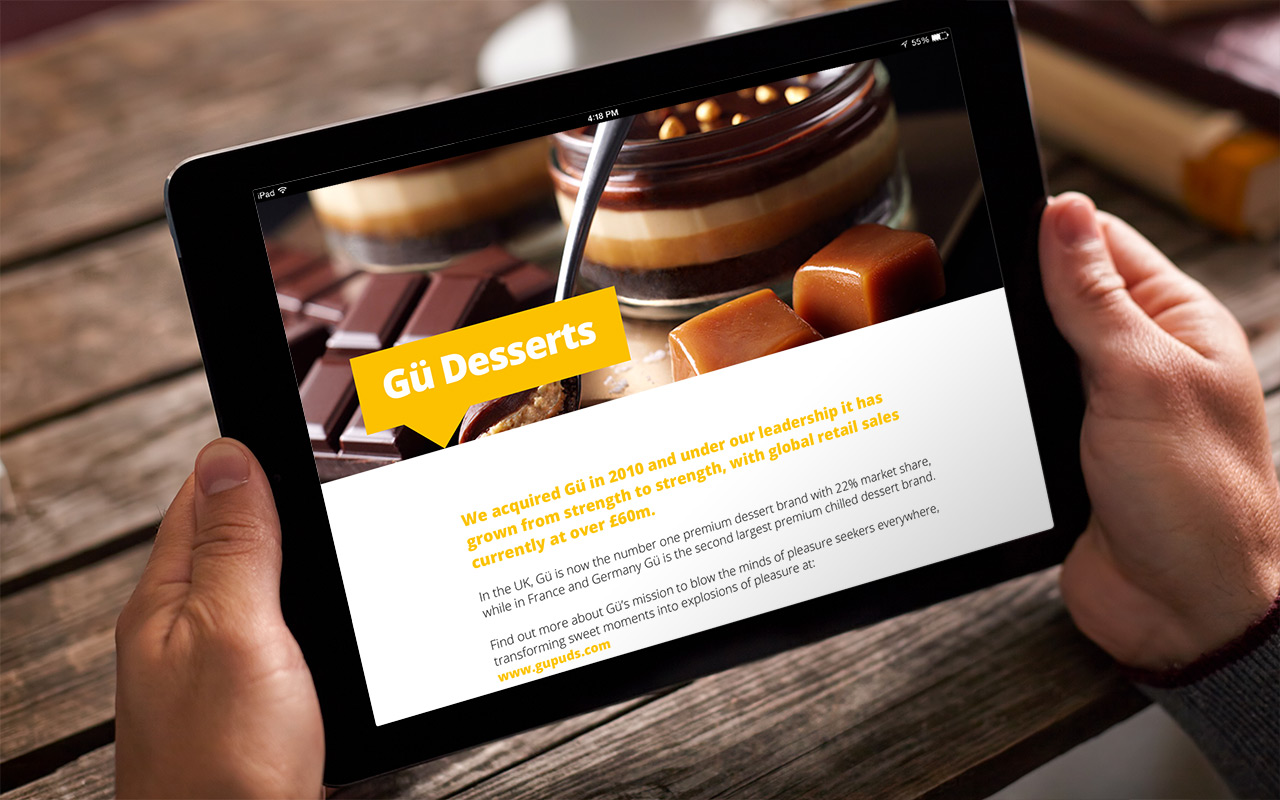 iPad
4:18 PM
55%
Gü Desserts
We acquired Gü in 2010 and under our leadership it has
grown from strength to strength, with global retail sales
currently at over £60m.
In the UK, Gü is now the number one premium dessert brand with 22% market share,
while in France and Germany Gü is the second largest premium chilled dessert brand.
Find out more about Gü's mission to blow the minds of pleasure seekers everywhere,
transforming sweet moments into explosions of pleasure at:
www.gupuds.com